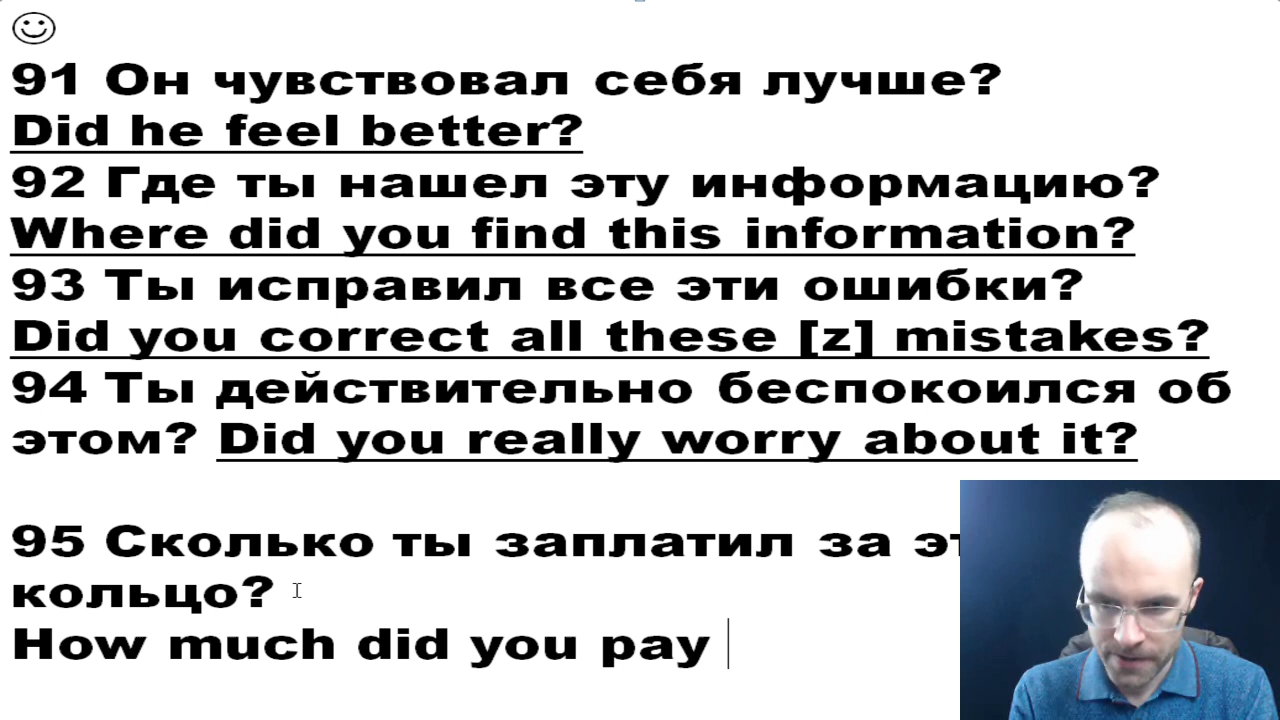 91 Он чувствовал себя лучше?
Did he feel better?
92 Где ты нашел эту информацию?
Where did you find this information?
93 Ты исправил все эти ошибки?
Did you correct all these [z] mistakes?
94 Ты действительно беспокоился об
этом? Did you really worry about it?
95 Сколько ты заплатил за
кольцо?
How much did you pay